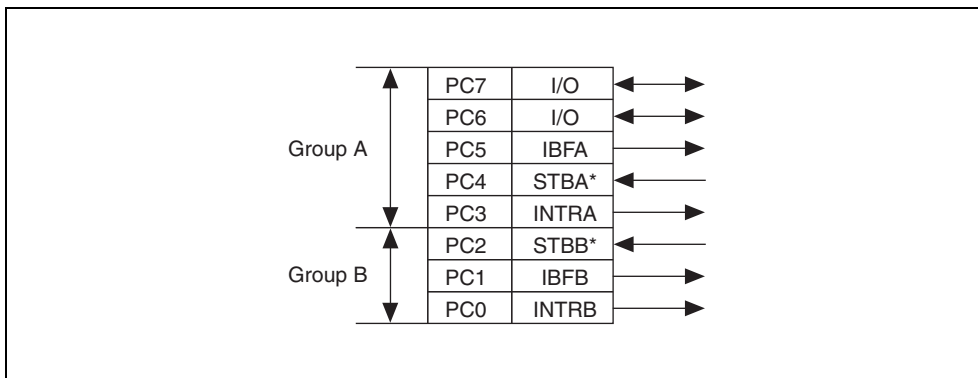 PC7 I/O
PC6 I/O
Group A PC5 IBFA
PC4 STBA*
PC3 INTRA
PC2 STBB*
Group B PC1 IBFB
PC0 INTRB